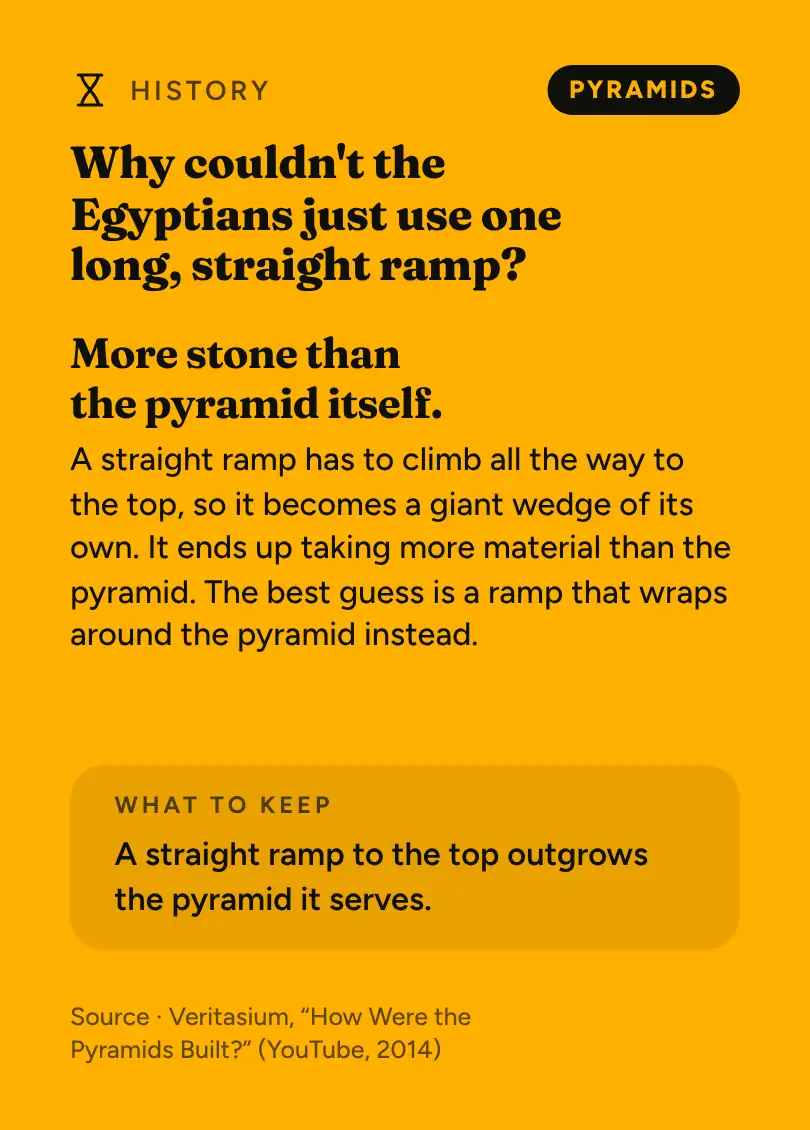 HISTORY
PYRAMIDS
Why couldn't the
Egyptians just use one
long, straight ramp?
More stone than
the pyramid itself.
A straight ramp has to climb all the way to
the top, so it becomes a giant wedge of its
own. It ends up taking more material than the
pyramid. The best guess is a ramp that wraps
around the pyramid instead.
WHAT TO KEEP
A straight ramp to the top outgrows
the pyramid it serves.
Source · Veritasium, “How Were the
Pyramids Built?” (YouTube, 2014)